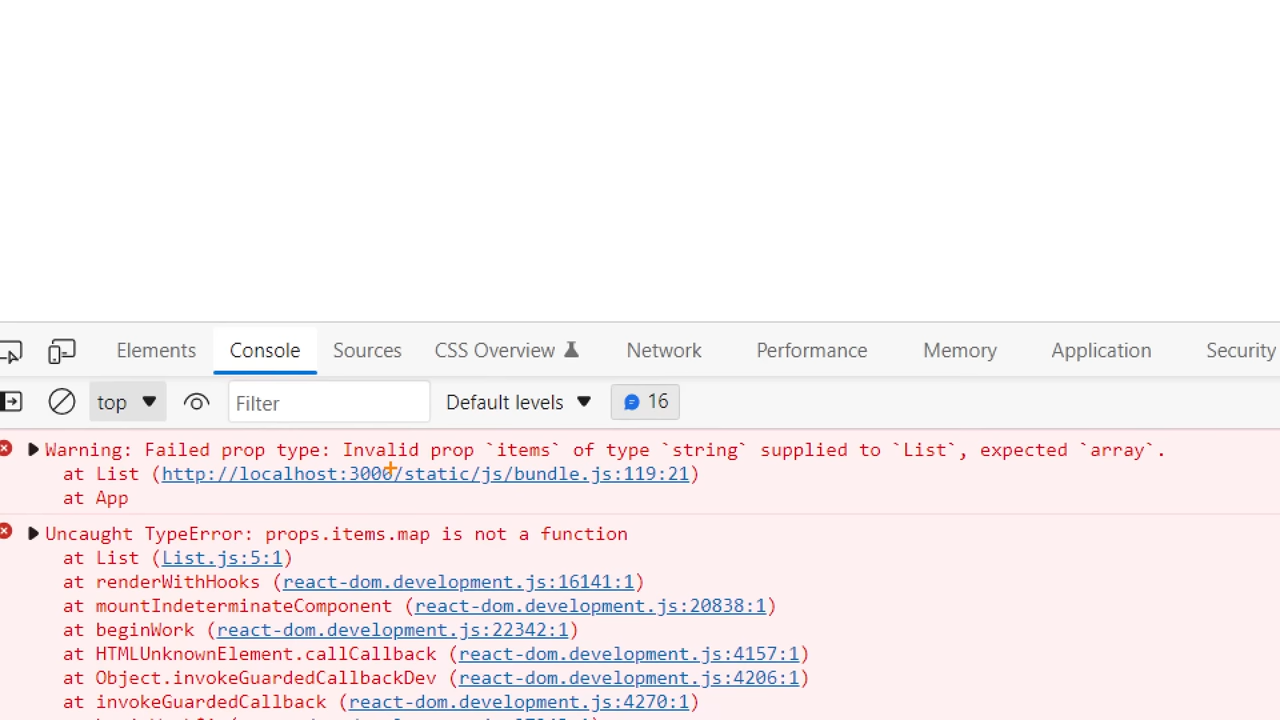 Elements Console Sources CSS Overview Network Performance Memory Application Security
top Filter Default levels 16
Warning: Failed prop type: Invalid prop `items` of type `string` supplied to `List`, expected `array`.
at List (http://localhost:3000/static/js/bundle.js:119:21)
at App
Uncaught TypeError: props.items.map is not a function
at List (List.js:5:1)
at renderWithHooks (react-dom.development.js:16141:1)
at mountIndeterminateComponent (react-dom.development.js:20838:1)
at beginWork (react-dom.development.js:22342:1)
at HTMLUnknownElement.callCallback (react-dom.development.js:4157:1)
at Object.invokeGuardedCallbackDev (react-dom.development.js:4206:1)
at invokeGuardedCallback (react-dom.development.js:4270:1)